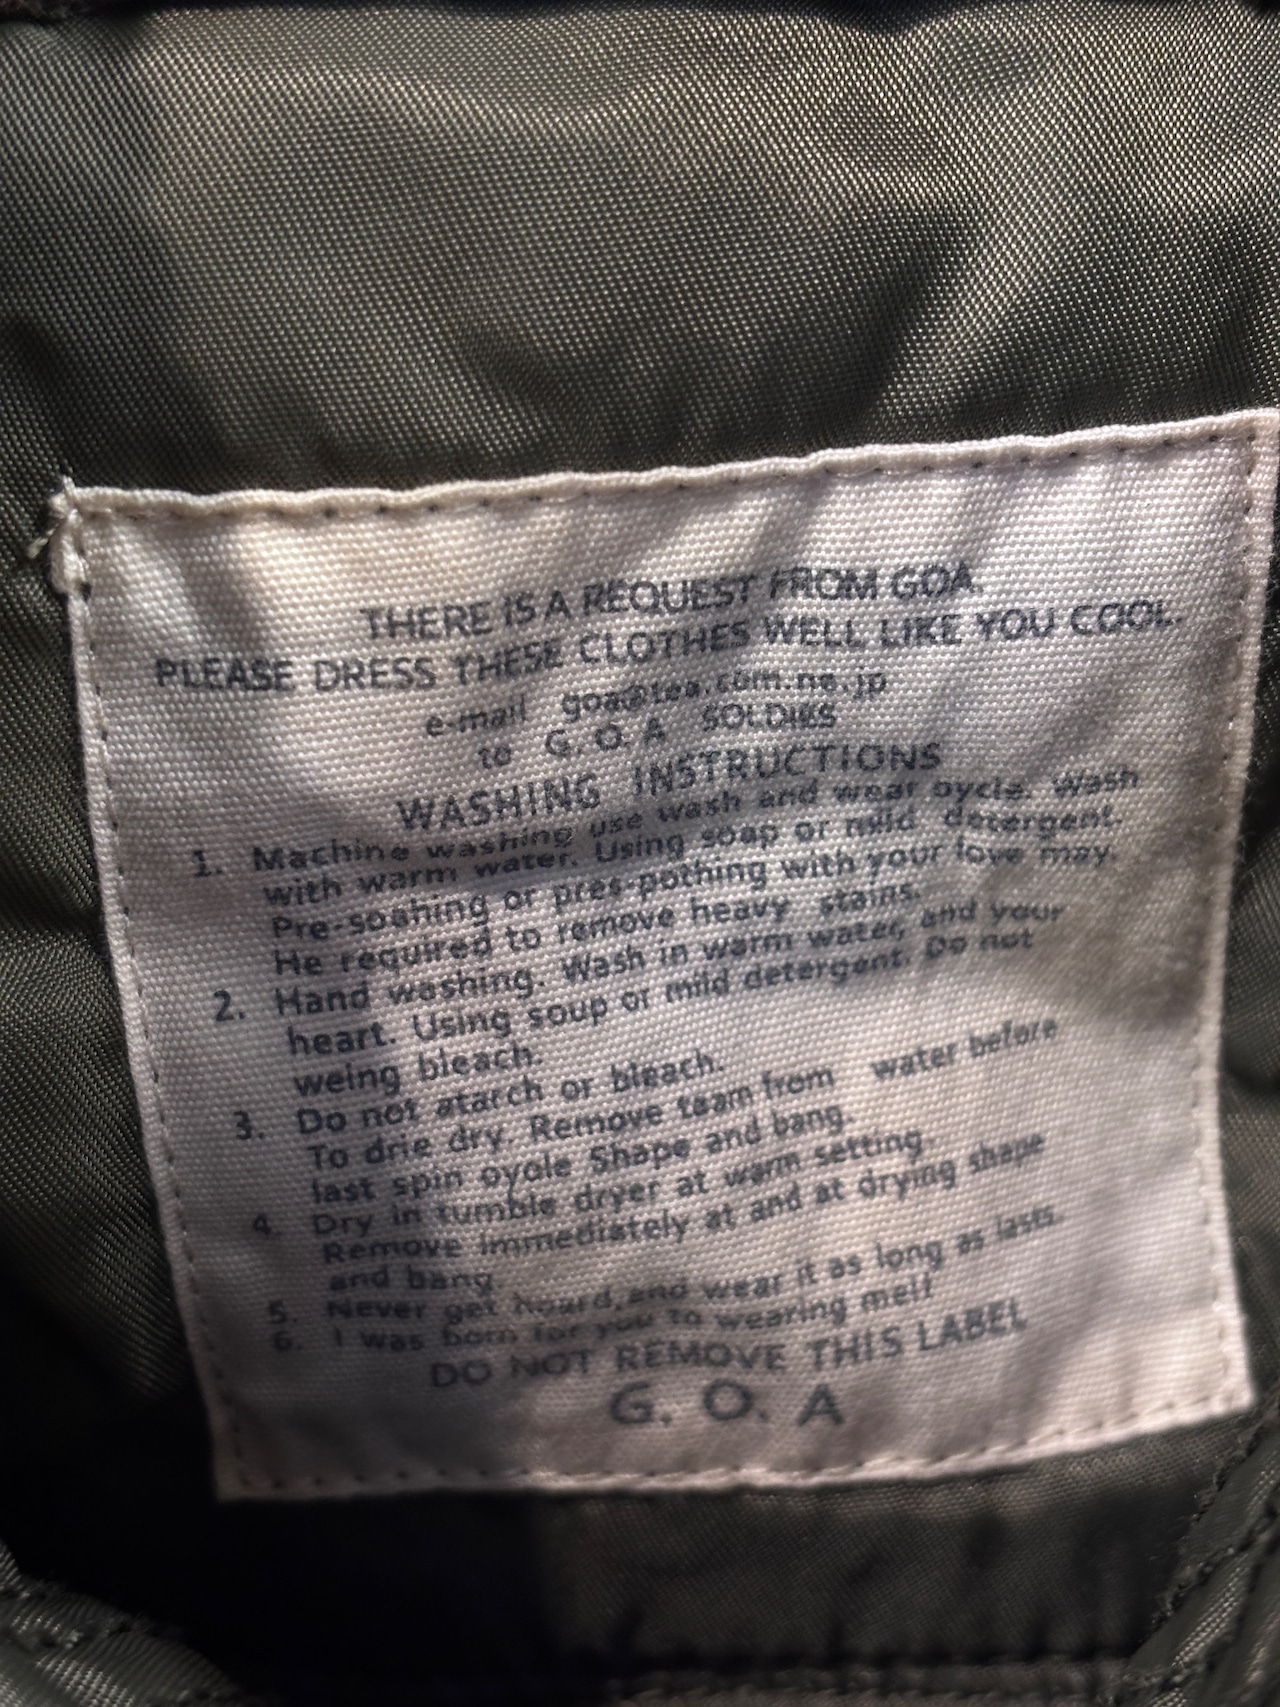 THERE IS A REQUEST FROM GOA.
PLEASE DRESS THESE CLOTHES WELL LIKE YOU COOL.
e-mail goa@tea.com.ne.jp
to G. O. A SOLDIES
WASHING INSTRUCTIONS
1. Machine washing use wash and wear oycle. Wash
with warm water. Using soap or mild detergent.
Pre-soahing or pres-pothing with your love may.
He required to remove heavy stains.
2. Hand washing. Wash in warm water, and your
heart. Using soup or mild detergent. Do not
weing bleach.
3. Do not atarch or bleach.
To drie dry. Remove team from water before
last spin oyole Shape and bang.
4 Dry in tumble dryer at warm setting.
Remove immediately at and at drying shape
and bang.
5. Never get hoard,and wear it as long as lasts.
6. I was born for you to wearing melf
DO NOT REMOVE THIS LABEL
G. O. A